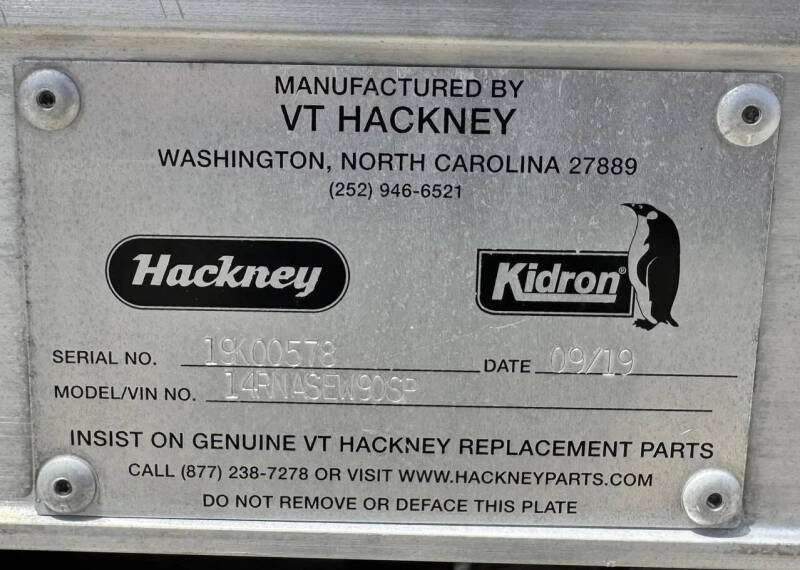 MANUFACTURED BY
VT HACKNEY
WASHINGTON, NORTH CAROLINA 27889
(252) 946-6521
Hackney
Kidron®
SERIAL NO. 19K00578 DATE 09/19
MODEL/VIN NO. 14RNASEW90SP
INSIST ON GENUINE VT HACKNEY REPLACEMENT PARTS
CALL (877) 238-7278 OR VISIT WWW.HACKNEYPARTS.COM
DO NOT REMOVE OR DEFACE THIS PLATE